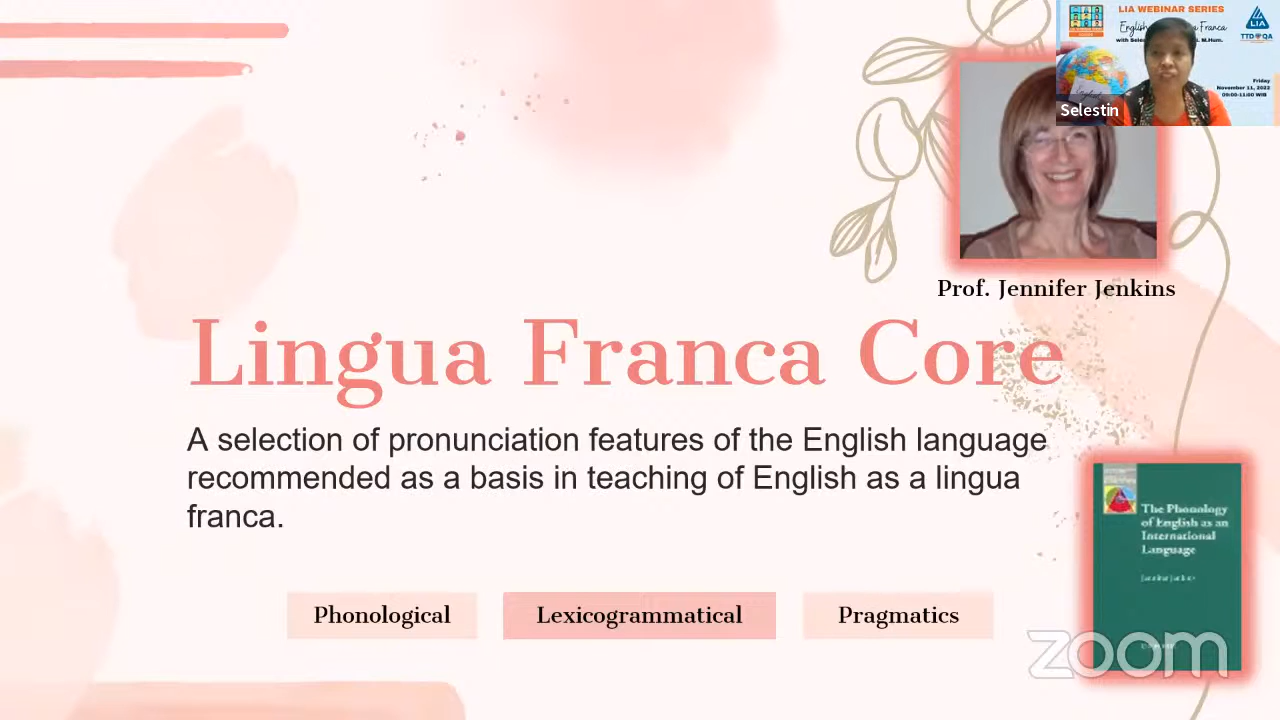 LIA WEBINAR SERIES
Selestin
LIA
TTD QA
Friday
November 11, 2022
09:00-11:00 WIB
Prof. Jennifer Jenkins
Lingua Franca Core
A selection of pronunciation features of the English language
recommended as a basis in teaching of English as a lingua
franca.
The Phonology
of English as an
International
Language
Jennifer Jenkins
Phonological
Lexicogrammatical
Pragmatics
zoom